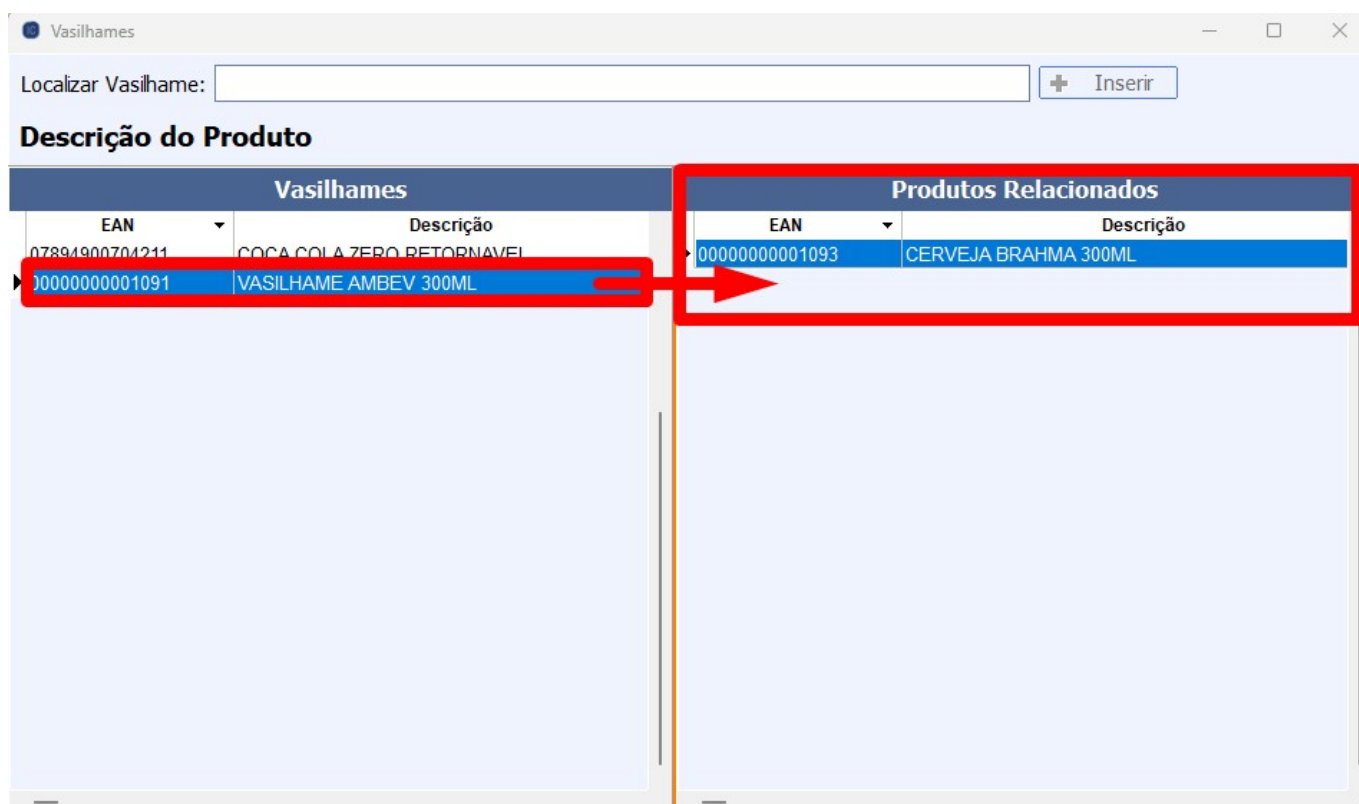 Vasilhames
Localizar Vasilhame:
Inserir
Descrição do Produto
Vasilhames
EAN Descrição
07894900704211 COCA COLA ZERO RETORNAVEL
00000000001091 VASILHAME AMBEV 300ML
Produtos Relacionados
EAN Descrição
00000000001093 CERVEJA BRAHMA 300ML